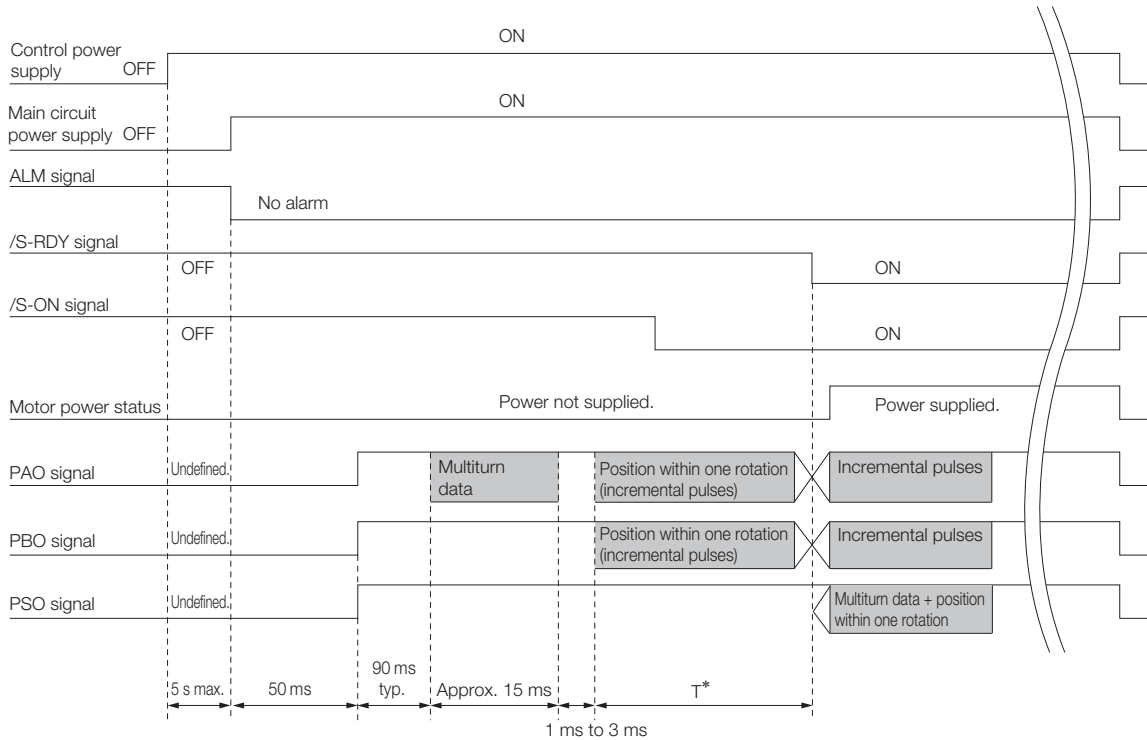 ON
Control power
supply OFF
ON
Main circuit
power supply OFF
ALM signal
No alarm
/S-RDY signal
OFF
ON
/S-ON signal
OFF
ON
Motor power status
Power not supplied.
Power supplied.
PAO signal
Undefined.
Multiturn
data
Position within one rotation
(incremental pulses)
Incremental pulses
PBO signal
Undefined.
Position within one rotation
(incremental pulses)
Incremental pulses
PSO signal
Undefined.
Multiturn data + position
within one rotation
5 s max.
50 ms
90 ms
typ.
Approx. 15 ms
T*
1 ms to 3 ms